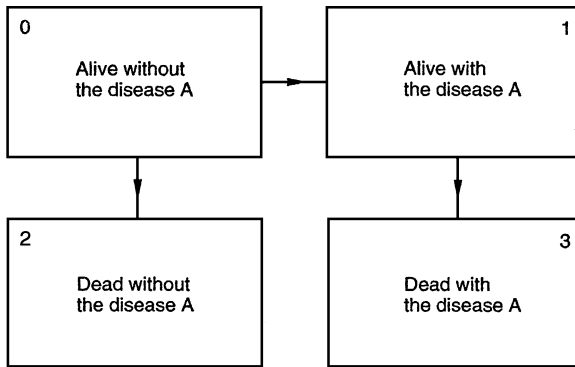 0
Alive without
the disease A
1
Alive with
the disease A
2
Dead without
the disease A
3
Dead with
the disease A